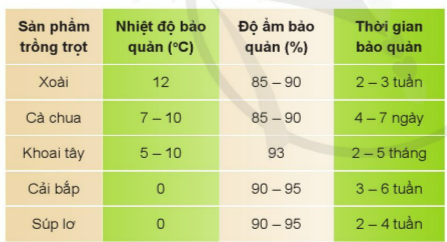 Sản phẩm trồng trọt | Nhiệt độ bảo quản (°C) | Độ ẩm bảo quản (%) | Thời gian bảo quản
Xoài | 12 | 85 – 90 | 2 – 3 tuần
Cà chua | 7 – 10 | 85 – 90 | 4 – 7 ngày
Khoai tây | 5 – 10 | 93 | 2 – 5 tháng
Cải bắp | 0 | 90 – 95 | 3 – 6 tuần
Súp lơ | 0 | 90 – 95 | 2 – 4 tuần